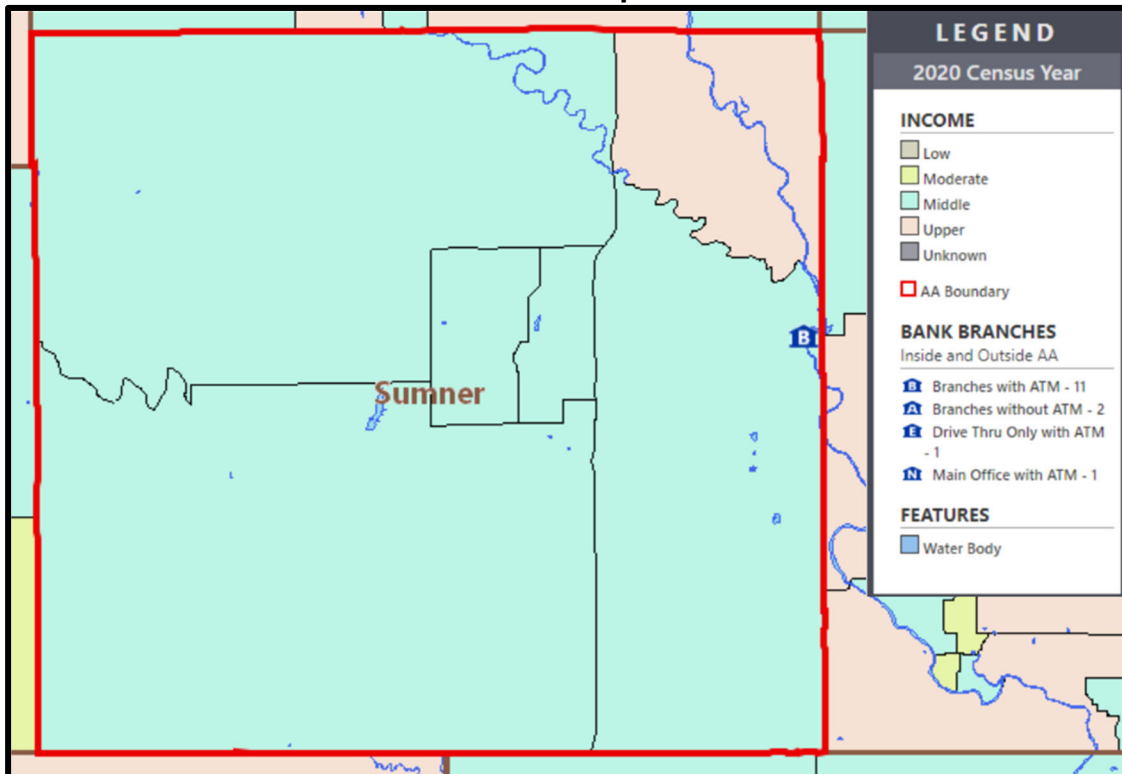 LEGEND
2020 Census Year
INCOME
Low
Moderate
Middle
Upper
Unknown
AA Boundary
BANK BRANCHES
Inside and Outside AA
B Branches with ATM - 11
A Branches without ATM - 2
E Drive Thru Only with ATM
- 1
N Main Office with ATM - 1
FEATURES
Water Body
B
Sumner